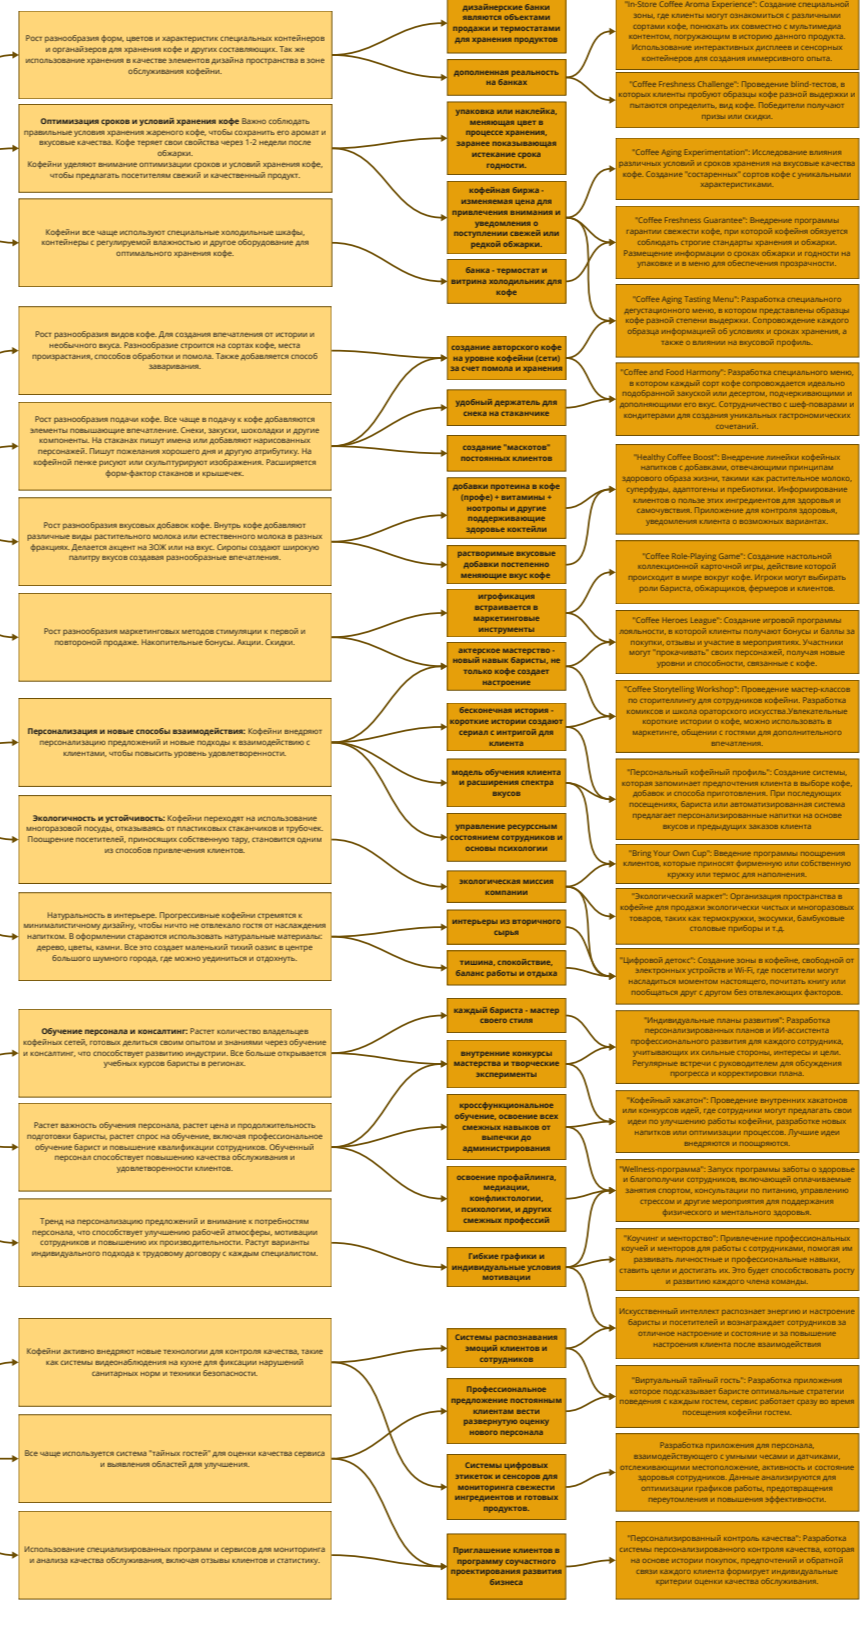 Рост разнообразия форм, цветов и характеристик специальных контейнеров
и органайзеров для хранения кофе и других составляющих. Так же
использование хранения в качестве элементов дизайна пространства в зоне
обслуживания кофейни.
Оптимизация сроков и условий хранения кофе Важно соблюдать
правильные условия хранения жареного кофе, чтобы сохранить его аромат и
вкусовые качества. Кофе теряет свои свойства через 1-2 недели после
обжарки.
Кофейни уделяют внимание оптимизации сроков и условий хранения кофе,
чтобы предлагать посетителям свежий и качественный продукт.
Кофейни все чаще используют специальные холодильные шкафы,
контейнеры с регулируемой влажностью и другое оборудование для
оптимального хранения кофе.
Рост разнообразия видов кофе. Для создания впечатления от истории и
необычного вкуса. Разнообразие строится на сортах кофе, места
произрастания, способов обработки и помола. Также добавляется способ
заваривания.
Рост разнообразия подачи кофе. Все чаще в подачу к кофе добавляются
элементы повышающие впечатление. Снеки, закуски, шоколадки и другие
компоненты. На стаканах пишут имена или добавляют нарисованных
персонажей. Пишут пожелания хорошего дня и другую атрибутику. На
кофейной пенке рисуют или скульптурируют изображения. Расширяется
форм-фактор стаканов и крышечек.
Рост разнообразия вкусовых добавок кофе. Внутрь кофе добавляют
различные виды растительного молока или естественного молока в разных
фракциях. Делается акцент на ЗОЖ или на вкус. Сиропы создают широкую
палитру вкусов создавая разнообразные впечатления.
Рост разнообразия маркетинговых методов стимуляции к первой и
повтороной продаже. Накопительные бонусы. Акции. Скидки.
Персонализация и новые способы взаимодействия: Кофейни внедряют
персонализацию предложений и новые подходы к взаимодействию с
клиентами, чтобы повысить уровень удовлетворенности.
Экологичность и устойчивость: Кофейни переходят на использование
многоразовой посуды, отказываясь от пластиковых стаканчиков и трубочек.
Поощрение посетителей, приносящих собственную тару, становится одним
из способов привлечения клиентов.
Натуральность в интерьере. Прогрессивные кофейни стремятся к
минималистичному дизайну, чтобы ничто не отвлекало гостя от наслаждения
напитком. В оформлении стараются использовать натуральные материалы:
дерево, цветы, камни. Все это создает маленький тихий оазис в центре
большого шумного города, где можно уединиться и отдохнуть.
Обучение персонала и консалтинг: Растет количество владельцев
кофейных сетей, готовых делиться своим опытом и знаниями через обучение
и консалтинг, что способствует развитию индустрии. Все больше открывается
учебных курсов баристы в регионах.
Растет важность обучения персонала, растет цена и продолжительность
подготовки баристы, растет спрос на обучение, включая профессиональное
обучение барист и повышение квалификации сотрудников. Обученный
персонал способствует повышению качества обслуживания и
удовлетворенности клиентов.
Тренд на персонализацию предложений и внимание к потребностям
персонала, что способствует улучшению рабочей атмосферы, мотивации
сотрудников и повышению их производительности. Растут варианты
индивидуального подхода к трудовому договору с каждым специалистом.
Кофейни активно внедряют новые технологии для контроля качества, такие
как системы видеонаблюдения на кухне для фиксации нарушений
санитарных норм и техники безопасности.
Все чаще используется система "тайных гостей" для оценки качества сервиса
и выявления областей для улучшения.
Использование специализированных программ и сервисов для мониторинга
и анализа качества обслуживания, включая отзывы клиентов и статистику.
дизайнерские банки
являются объектами
продажи и термостатами
для хранения продуктов
дополненная реальность
на банках
упаковка или наклейка,
меняющая цвет в
процессе хранения,
заранее показывающая
истекание срока
годности.
кофейная биржа -
изменяемая цена для
привлечения внимания и
уведомления о
поступлении свежей или
редкой обжарки.
банка - термостат и
витрина холодильник для
кофе
создание авторского кофе
на уровне кофейни (сети)
за счет помола и хранения
удобный держатель для
снека на стаканчике
создание "маскотов"
постоянных клиентов
добавки протеина в кофе
(профе) + витамины +
ноотропы и другие
поддерживающие
здоровье коктейли
растворимые вкусовые
добавки постепенно
меняющие вкус кофе
игрофикация
встраивается в
маркетинговые
инструменты
актерское мастерство -
новый навык баристы, не
только кофе создает
настроение
бесконечная история -
короткие истории создают
сериал с интригой для
клиента
модель обучения клиента
и расширения спектра
вкусов
управление ресурссным
состоянием сотрудников и
основы психологии
экологическая миссия
компании
интерьеры из вторичного
сырья
тишина, спокойствие,
баланс работы и отдыха
каждый бариста - мастер
своего стиля
внутренние конкурсы
мастерства и творческие
эксперименты
кроссфункциональное
обучение, освоение всех
смежных навыков от
выпечки до
администрирования
освоение профайлинга,
медиации,
конфликтологии,
психологии, и других
смежных профессий
Гибкие графики и
индивидуальные условия
мотивации
Системы распознавания
эмоций клиентов и
сотрудников
Профессиональное
предложение постоянным
клиентам вести
развернутую оценку
нового персонала
Системы цифровых
этикеток и сенсоров для
мониторинга свежести
ингредиентов и готовых
продуктов.
Приглашение клиентов в
программу соучастного
проектирования развития
бизнеса
"In-Store Coffee Aroma Experience": Создание специальной
зоны, где клиенты могут ознакомиться с различными
сортами кофе, понюхать их совместно с мультимедиа
контентом, погружающим в историю данного продукта.
Использование интерактивных дисплеев и сенсорных
контейнеров для создания иммерсивного опыта.
"Coffee Freshness Challenge": Проведение blind-тестов, в
которых клиенты пробуют образцы кофе разной выдержки и
пытаются определить, вид кофе. Победители получают
призы или скидки.
"Coffee Aging Experimentation": Исследование влияния
различных условий и сроков хранения на вкусовые качества
кофе. Создание "состаренных" сортов кофе с уникальными
характеристиками.
"Coffee Freshness Guarantee": Внедрение программы
гарантии свежести кофе, при которой кофейня обязуется
соблюдать строгие стандарты хранения и обжарки.
Размещение информации о сроках обжарки и годности на
упаковке и в меню для обеспечения прозрачности.
"Coffee Aging Tasting Menu": Разработка специального
дегустационного меню, в котором представлены образцы
кофе разной степени выдержки. Сопровождение каждого
образца информацией об условиях и сроках хранения, а
также о влиянии на вкусовой профиль.
"Coffee and Food Harmony": Разработка специального меню,
в котором каждый сорт кофе сопровождается идеально
подобранной закуской или десертом, подчеркивающими и
дополняющими его вкус. Сотрудничество с шеф-поварами и
кондитерами для создания уникальных гастрономических
сочетаний.
"Healthy Coffee Boost": Внедрение линейки кофейных
напитков с добавками, отвечающими принципам
здорового образа жизни, такими как растительное молоко,
суперфуды, адаптогены и пребиотики. Информирование
клиентов о пользе этих ингредиентов для здоровья и
самочувствия. Приложение для контроля здоровья,
уведомления клиента о возможных вариантах.
"Coffee Role-Playing Game": Создание настольной
коллекционной карточной игры, действие которой
происходит в мире вокруг кофе. Игроки могут выбирать
роли бариста, обжарщиков, фермеров и клиентов.
"Coffee Heroes League": Создание игровой программы
лояльности, в которой клиенты получают бонусы и баллы за
покупки, отзывы и участие в мероприятиях. Участники
могут "прокачивать" своих персонажей, получая новые
уровни и способности, связанные с кофе.
"Coffee Storytelling Workshop": Проведение мастер-классов
по сторителлингу для сотрудников кофейни. Разработка
комиксов и школа ораторского искусства.Увлекательные
короткие истории о кофе, можно использовать в
маркетинге, общении с гостями для дополнительного
впечатления.
"Персональный кофейный профиль": Создание системы,
которая запоминает предпочтения клиента в выборе кофе,
добавок и способа приготовления. При последующих
посещениях, бариста или автоматизированная система
предлагает персонализированные напитки на основе
вкусов и предыдущих заказов клиента
"Bring Your Own Cup": Введение программы поощрения
клиентов, которые приносят фирменную или собственную
кружку или термос для наполнения.
"Экологический маркет": Организация пространства в
кофейне для продажи экологически чистых и многоразовых
товаров, таких как термокружки, экосумки, бамбуковые
столовые приборы и т.д.
"Цифровой детокс": Создание зоны в кофейне, свободной от
электронных устройств и Wi-Fi, где посетители могут
насладиться моментом настоящего, почитать книгу или
пообщаться друг с другом без отвлекающих факторов.
"Индивидуальные планы развития": Разработка
персонализированных планов и ИИ-ассистента
профессионального развития для каждого сотрудника,
учитывающих их сильные стороны, интересы и цели.
Регулярные встречи с руководителем для обсуждения
прогресса и корректировки плана.
"Кофейный хакатон": Проведение внутренних хакатонов
или конкурсов идей, где сотрудники могут предлагать свои
идеи по улучшению работы кофейни, разработке новых
напитков или оптимизации процессов. Лучшие идеи
внедряются и поощряются.
"Wellness-программа": Запуск программы заботы о здоровье
и благополучии сотрудников, включающей оплачиваемые
занятия спортом, консультации по питанию, управлению
стрессом и другие мероприятия для поддержания
физического и ментального здоровья.
"Коучинг и менторство": Привлечение профессиональных
коучей и менторов для работы с сотрудниками, помогая им
развивать личностные и профессиональные навыки,
ставить цели и достигать их. Это будет способствовать росту
и развитию каждого члена команды.
Искусственный интеллект распознает энергию и настроение
баристы и посетителей и вознаграждает сотрудников за
отличное настроение и состояние и за повышение
настроения клиента после взаимодействия
"Виртуальный тайный гость": Разработка приложения
которое подсказывает баристе оптимальные стратегии
поведения с каждым гостем, сервис работает сразу во время
посещения кофейни гостем.
Разработка приложения для персонала,
взаимодействующего с умными чесами и датчиками,
отслеживающими местоположение, активность и состояние
здоровья сотрудников. Данные анализируются для
оптимизации графиков работы, предотвращения
переутомления и повышения эффективности.
"Персонализированный контроль качества": Разработка
системы персонализированного контроля качества, которая
на основе истории покупок, предпочтений и обратной
связи каждого клиента формирует индивидуальные
критерии оценки качества обслуживания.